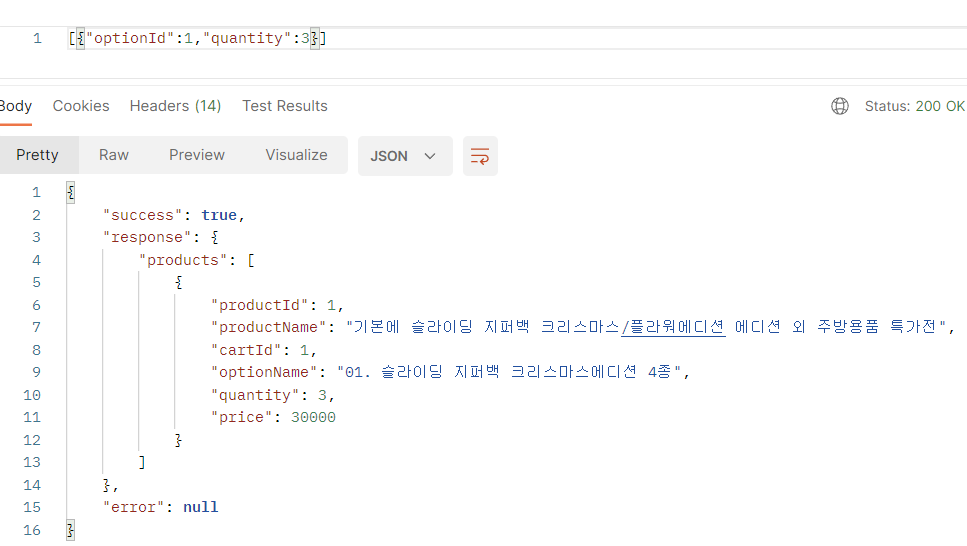 1 [{"optionId":1,"quantity":3}]
Body Cookies Headers (14) Test Results Status: 200 OK
Pretty Raw Preview Visualize JSON
1 {
2 "success": true,
3 "response": {
4 "products": [
5 {
6 "productId": 1,
7 "productName": "기본에 슬라이딩 지퍼백 크리스마스/플라워에디션 에디션 외 주방용품 특가전",
8 "cartId": 1,
9 "optionName": "01. 슬라이딩 지퍼백 크리스마스에디션 4종",
10 "quantity": 3,
11 "price": 30000
12 }
13 ]
14 },
15 "error": null
16 }